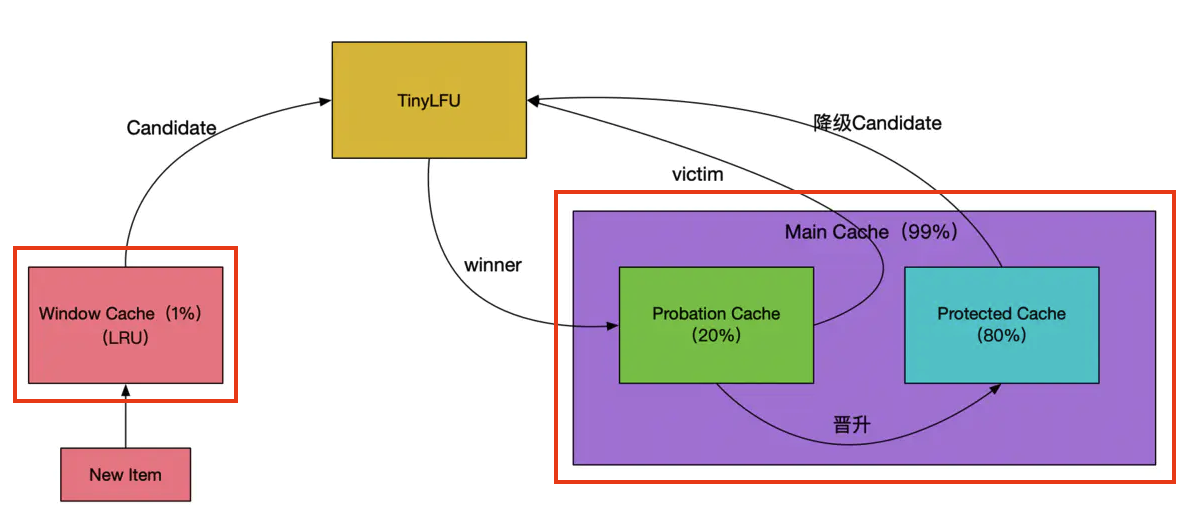 TinyLFU
Candidate
降级Candidate
victim
Main Cache（99%）
winner
Window Cache（1%）
（LRU）
Probation Cache
（20%）
Protected Cache
（80%）
晋升
New Item